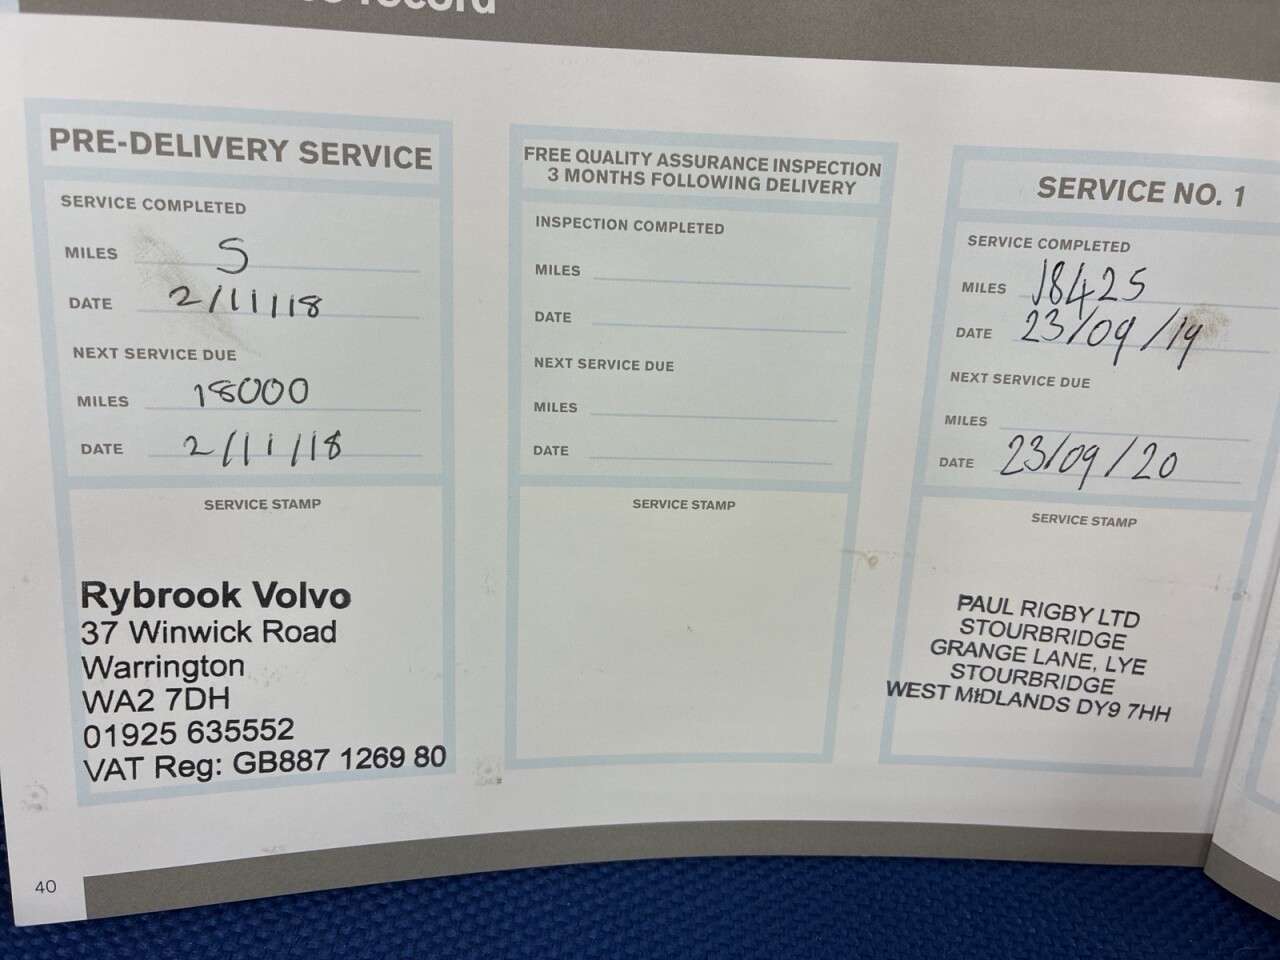 record
PRE-DELIVERY SERVICE
SERVICE COMPLETED
MILES 5
DATE 2/11/18
NEXT SERVICE DUE
MILES 18000
DATE 2/11/18
SERVICE STAMP
Rybrook Volvo
37 Winwick Road
Warrington
WA2 7DH
01925 635552
VAT Reg: GB887 1269 80
FREE QUALITY ASSURANCE INSPECTION
3 MONTHS FOLLOWING DELIVERY
INSPECTION COMPLETED
MILES
DATE
NEXT SERVICE DUE
MILES
DATE
SERVICE STAMP
SERVICE NO. 1
SERVICE COMPLETED
MILES 18425
DATE 23/09/19
NEXT SERVICE DUE
MILES
DATE 23/09/20
SERVICE STAMP
PAUL RIGBY LTD
STOURBRIDGE
GRANGE LANE, LYE
STOURBRIDGE
WEST MIDLANDS DY9 7HH
40